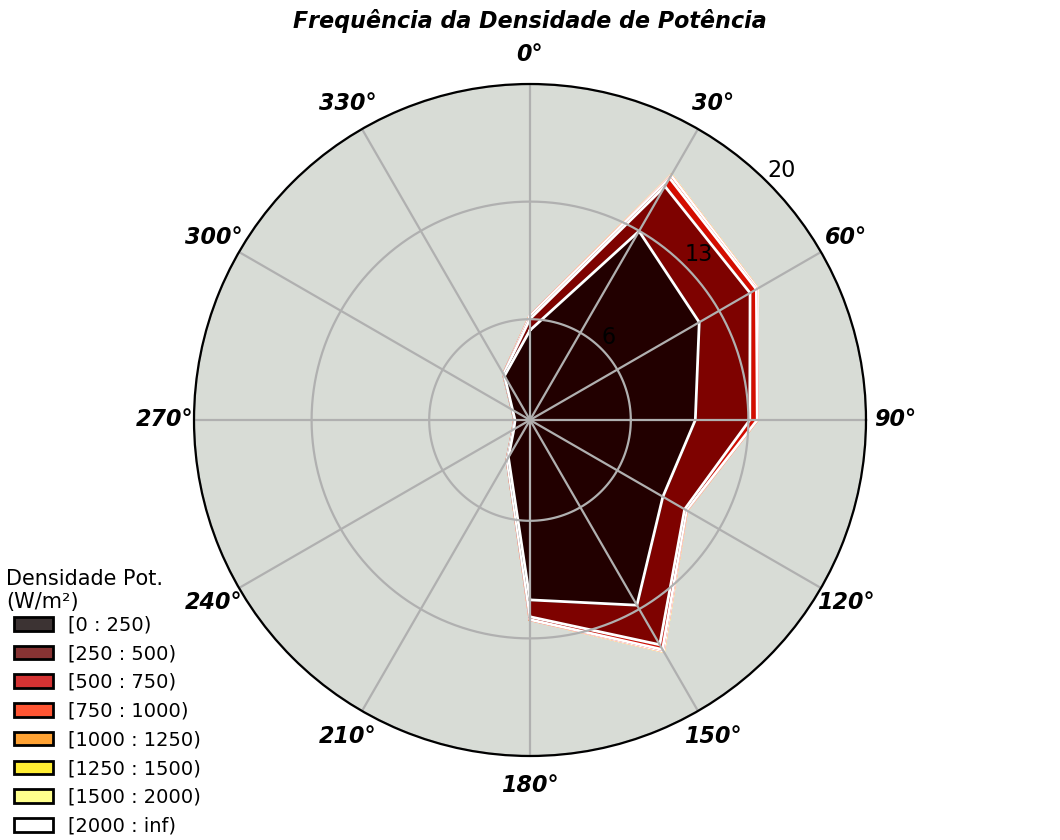 Frequência da Densidade de Potência
0°
330°
30°
20
300°
60°
13
6
270°
90°
240°
120°
210°
150°
180°
Densidade Pot.
(W/m²)
[0 : 250)
[250 : 500)
[500 : 750)
[750 : 1000)
[1000 : 1250)
[1250 : 1500)
[1500 : 2000)
[2000 : inf)